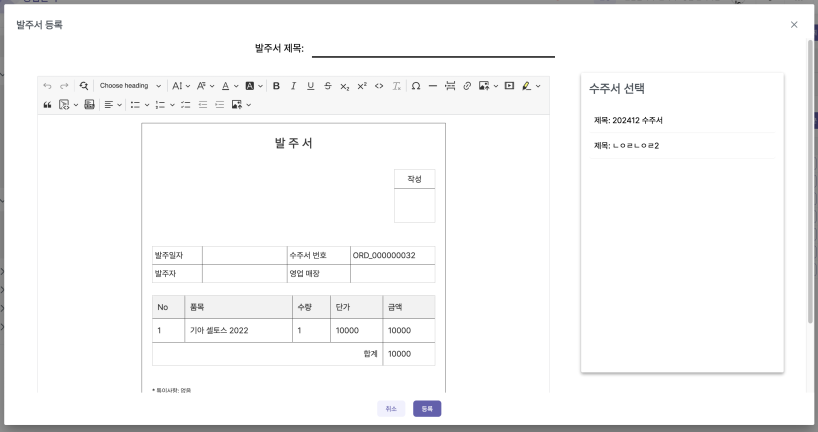 발주서 등록
발주서 제목:
Choose heading
수주서 선택
제목: 202412 수주서
제목: ㄴㅇㄹㄴㅇㄹ2
발 주 서
작성
발주일자 수주서 번호 ORD_000000032
발주자 영업 매장
No 품목 수량 단가 금액
1 기아 셀토스 2022 1 10000 10000
합계 10000
* 특이사항: 없음
취소 등록